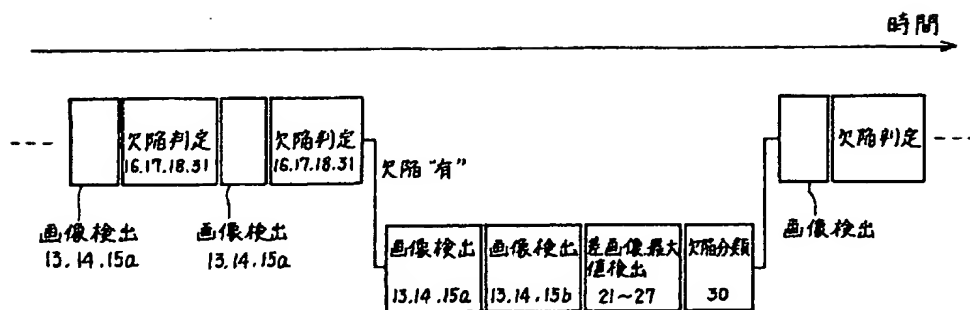 時間
欠陥判定
16.17.18.31
欠陥判定
16.17.18.31
欠陥判定
欠陥"有"
画像検出
13.14.15a
画像検出
13.14.15a
画像検出
画像検出
13.14.15a
画像検出
13.14.15b
差画像最大
値検出
21~27
欠陥分類
30